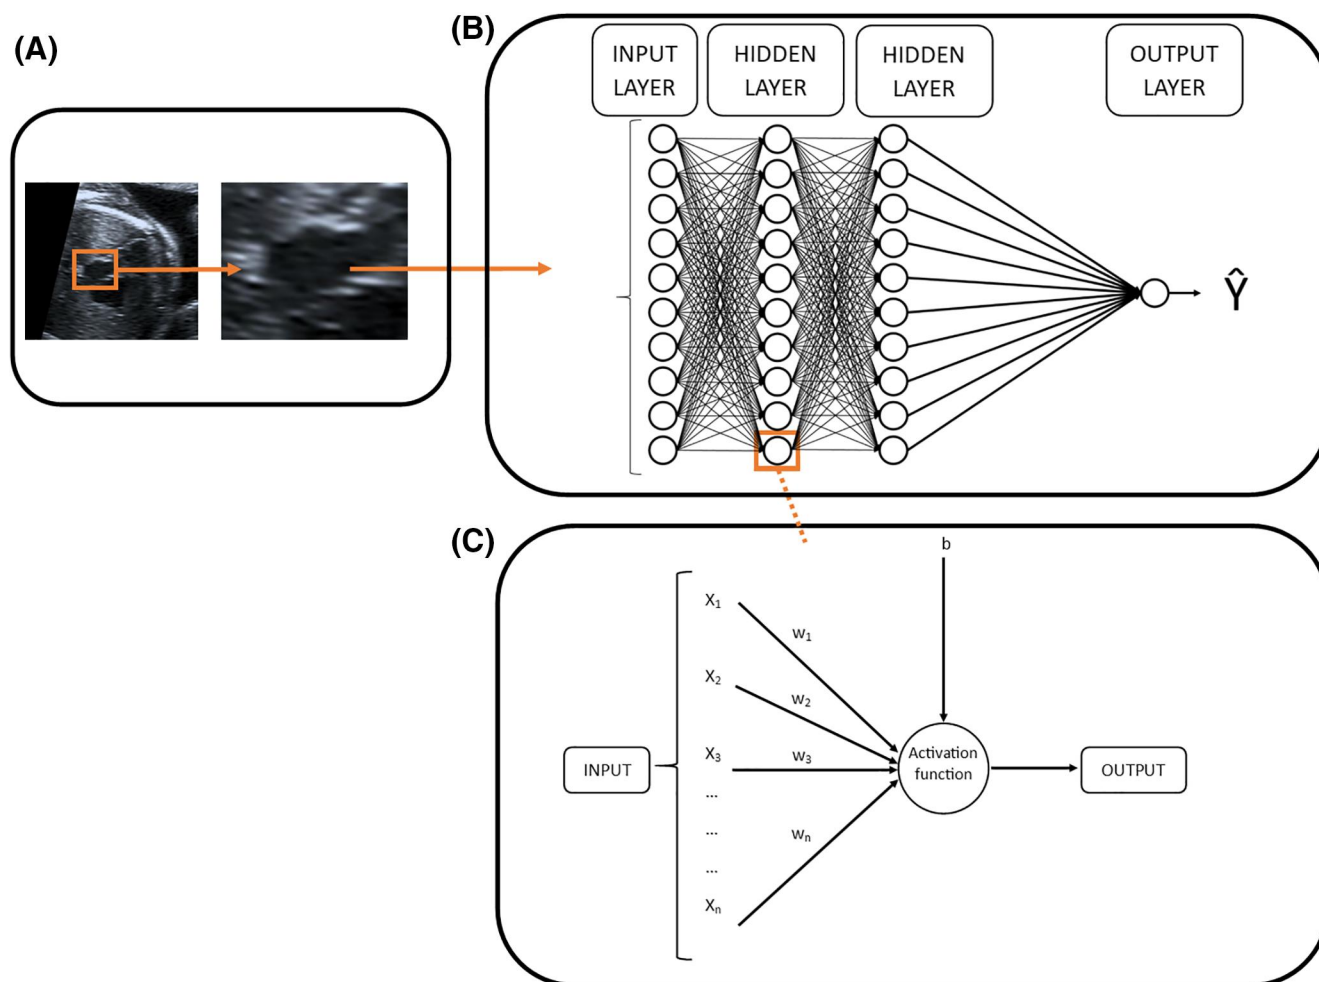 (A)
(B)
INPUT
LAYER
HIDDEN
LAYER
HIDDEN
LAYER
OUTPUT
LAYER
Ŷ
(C)
b
X₁
w₁
X₂
w₂
X₃
w₃
...
...
...
Xₙ
wₙ
INPUT
Activation
function
OUTPUT